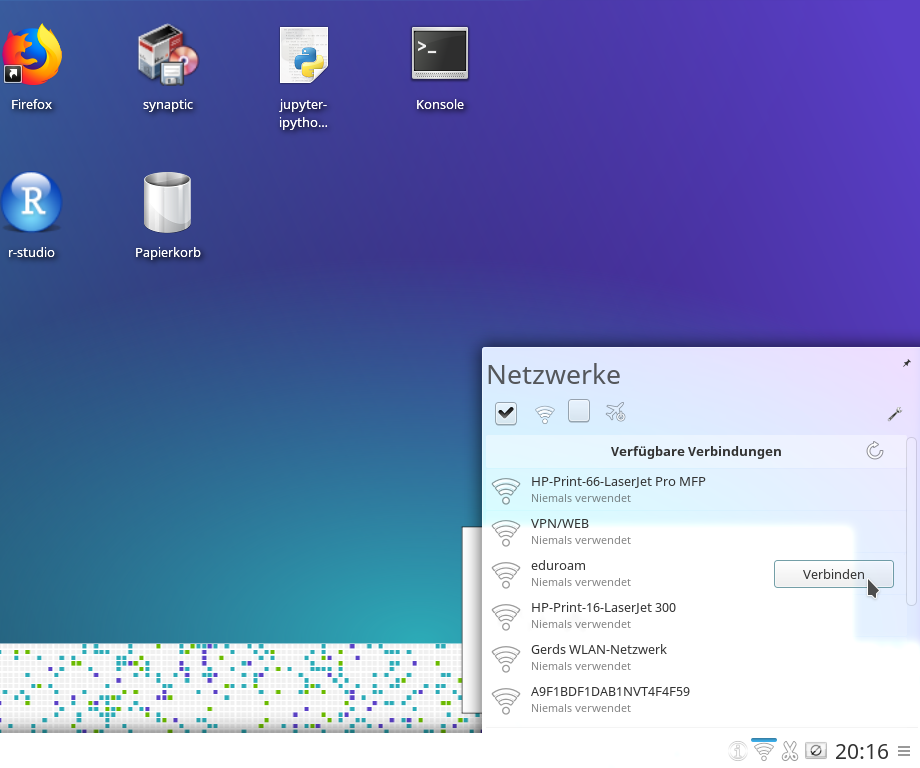 Firefox
synaptic
jupyter-
ipytho...
Konsole
R
r-studio
Papierkorb
Netzwerke
Verfügbare Verbindungen
HP-Print-66-LaserJet Pro MFP
Niemals verwendet
VPN/WEB
Niemals verwendet
eduroam
Niemals verwendet
Verbinden
HP-Print-16-LaserJet 300
Niemals verwendet
Gerds WLAN-Netzwerk
Niemals verwendet
A9F1BDF1DAB1NVT4F4F59
Niemals verwendet
20:16